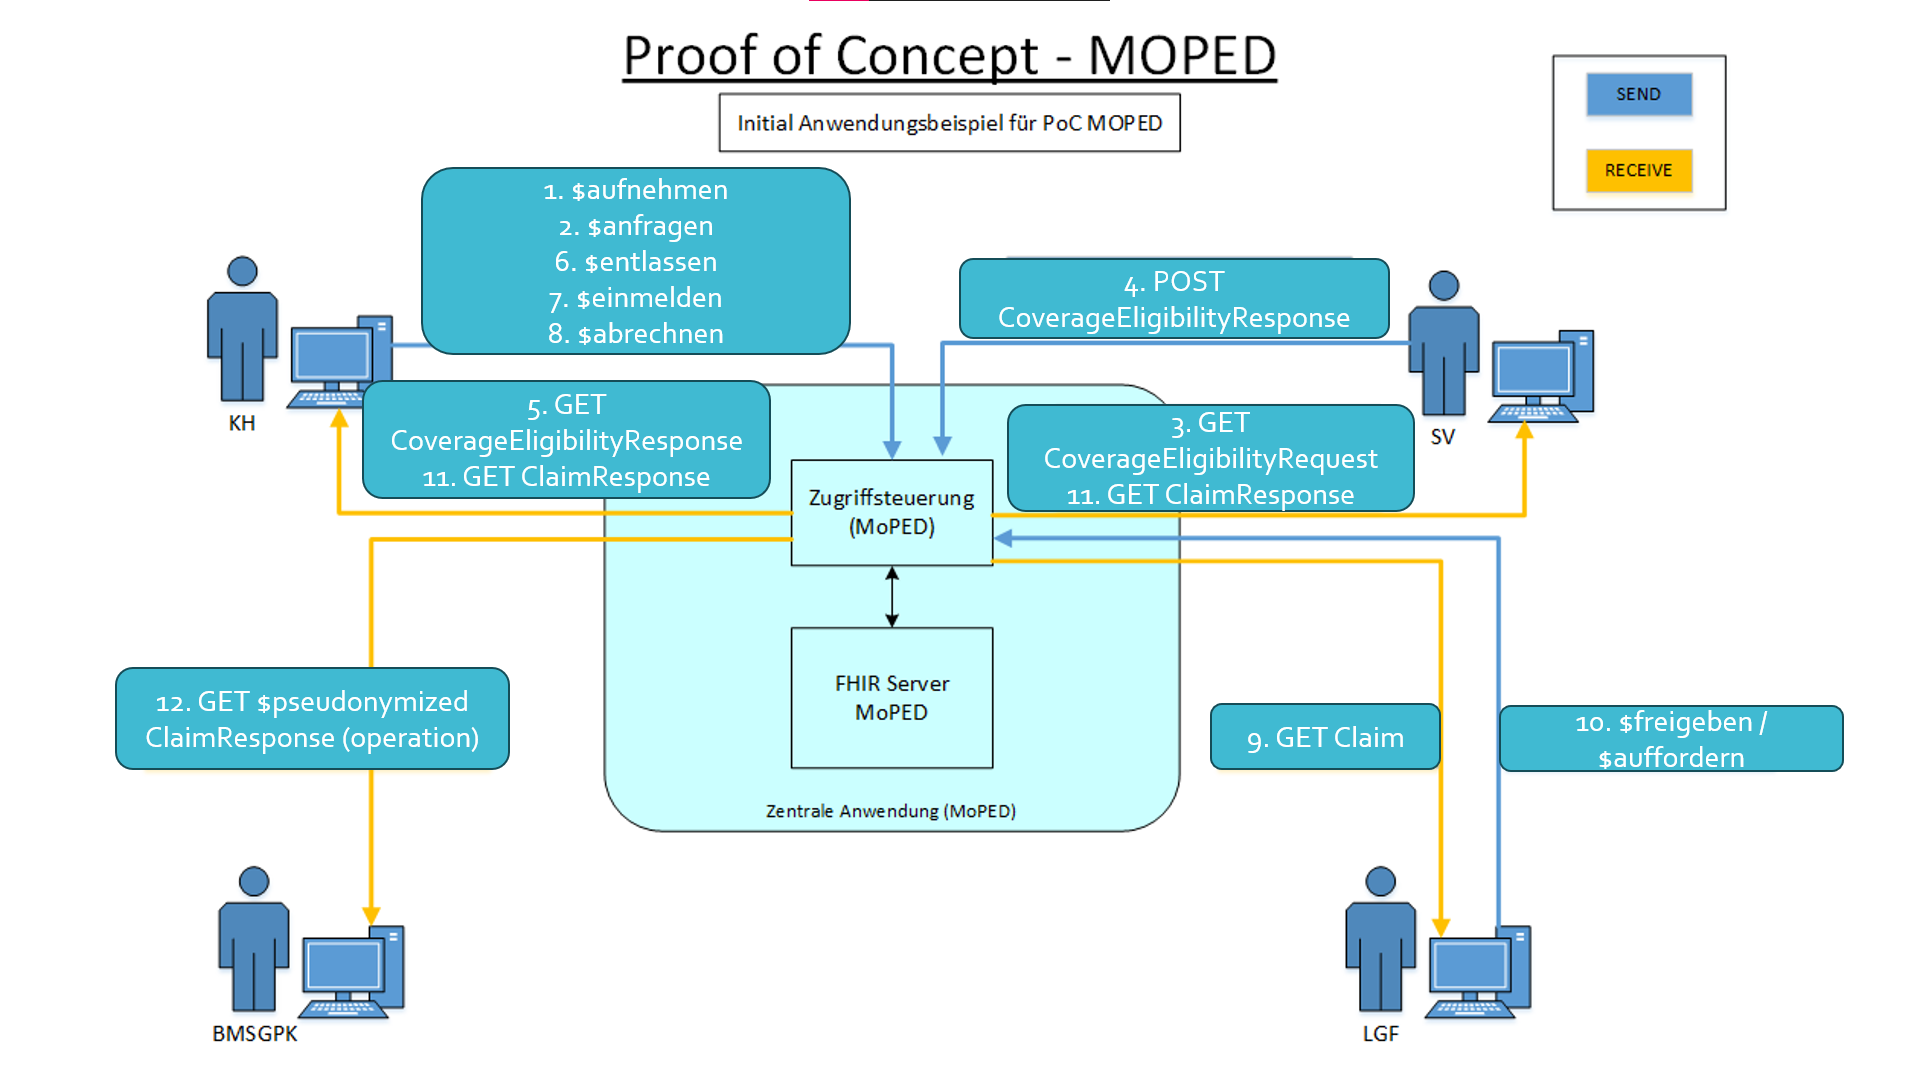 Proof of Concept - MOPED
Initial Anwendungsbeispiel für PoC MOPED
SEND
RECEIVE
1. $aufnehmen
2. $anfragen
6. $entlassen
7. $einmelden
8. $abrechnen
4. POST
CoverageEligibilityResponse
KH
5. GET
CoverageEligibilityResponse
11. GET ClaimResponse
3. GET
CoverageEligibilityRequest
11. GET ClaimResponse
SV
Zugriffsteuerung
(MoPED)
FHIR Server
MoPED
Zentrale Anwendung (MoPED)
12. GET $pseudonymized
ClaimResponse (operation)
9. GET Claim
10. $freigeben /
$auffordern
BMSGPK
LGF